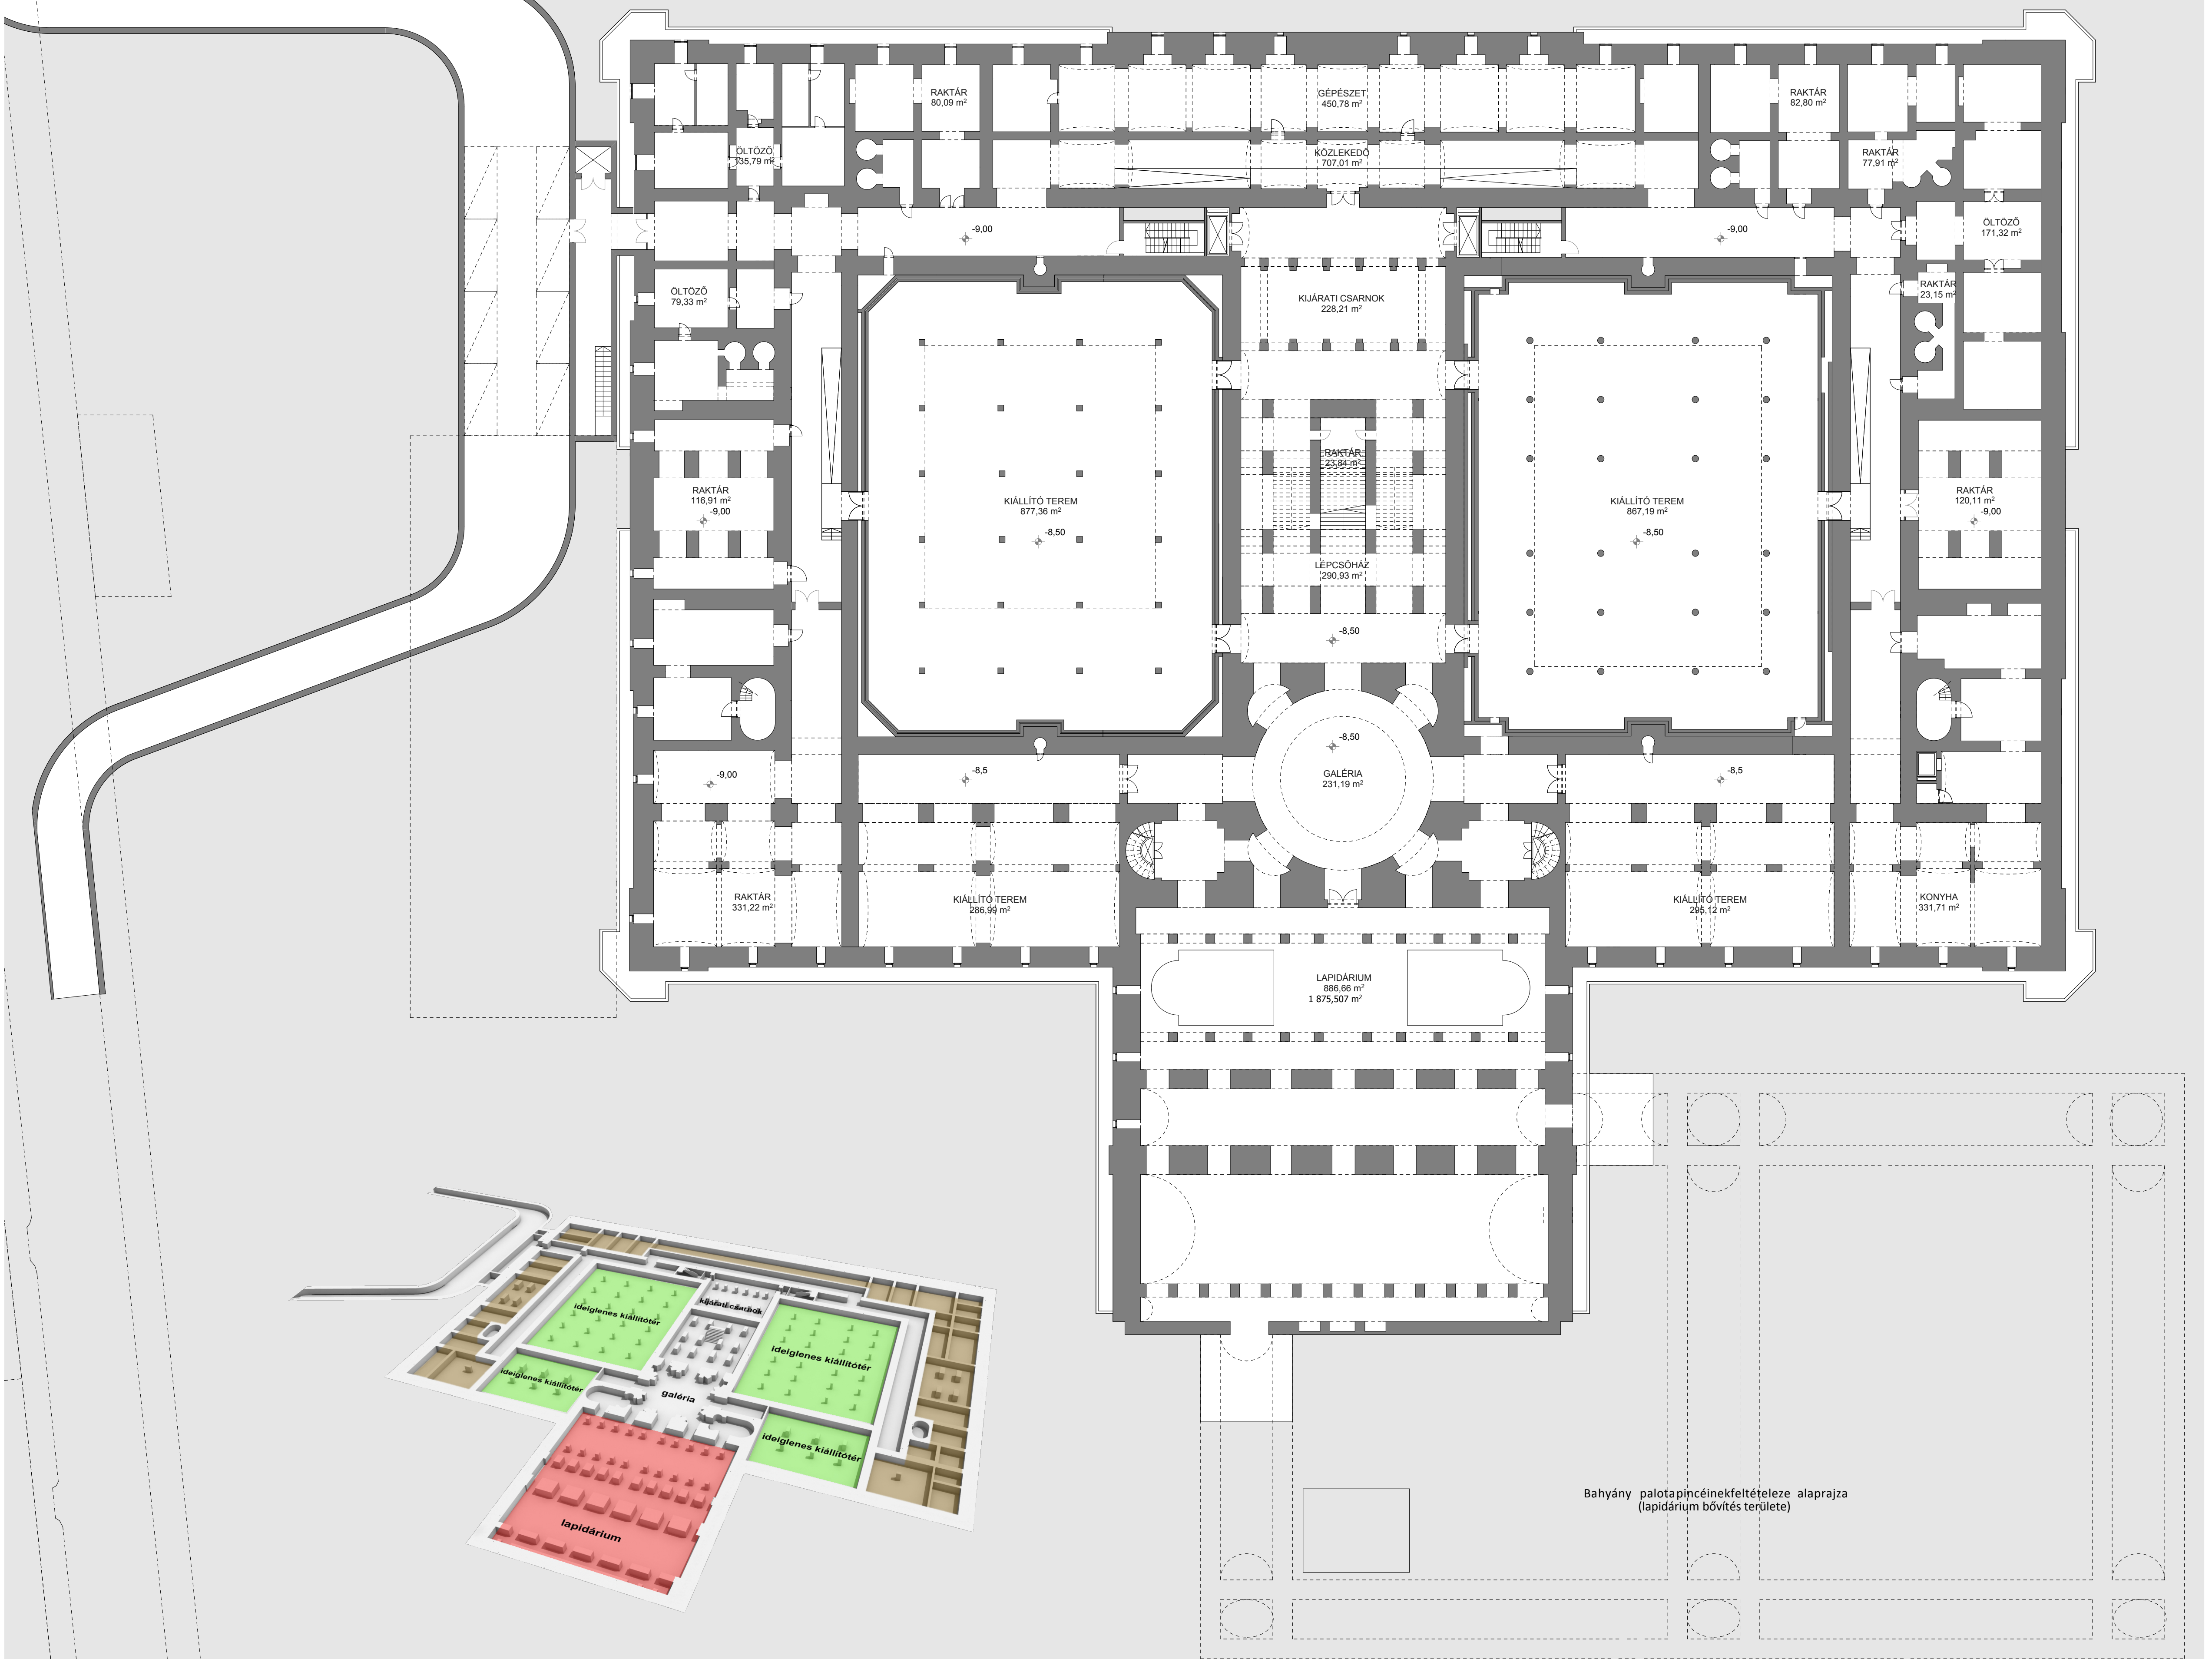 RAKTÁR
80,09 m²
GÉPÉSZET
450,78 m²
RAKTÁR
82,80 m²
ÖLTÖZŐ
135,79 m²
KÖZLEKEDŐ
707,01 m²
RAKTÁR
77,91 m²
-9,00
-9,00
ÖLTÖZŐ
171,32 m²
ÖLTÖZŐ
79,33 m²
KIJÁRATI CSARNOK
228,21 m²
RAKTÁR
23,15 m²
RAKTÁR
23,84 m²
RAKTÁR
116,91 m²
-9,00
KIÁLLÍTÓ TEREM
877,36 m²
-8,50
KIÁLLÍTÓ TEREM
867,19 m²
-8,50
RAKTÁR
120,11 m²
-9,00
LÉPCSŐHÁZ
290,93 m²
-8,50
-8,50
-9,00
-8,5
GALÉRIA
231,19 m²
-8,5
RAKTÁR
331,22 m²
KIÁLLÍTÓ TEREM
286,99 m²
KIÁLLÍTÓ TEREM
295,12 m²
KONYHA
331,71 m²
LAPIDÁRIUM
886,66 m²
1 875,507 m²
kijárati csarnok
ideiglenes kiállítótér
ideiglenes kiállítótér
ideiglenes kiállítótér
galéria
ideiglenes kiállítótér
lapidárium
Bahyány palotapincéinekfeltételeze alaprajza
(lapidárium bővítés területe)